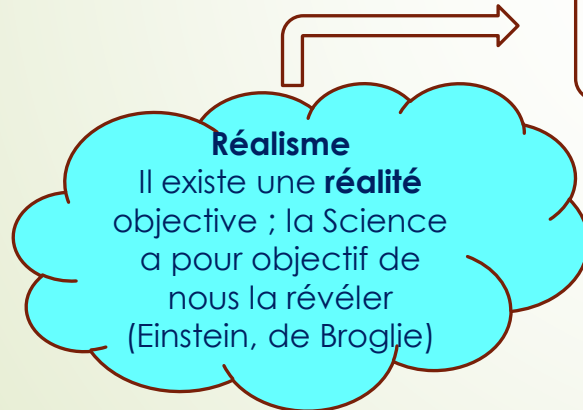 Réalisme
Il existe une réalité
objective ; la Science
a pour objectif de
nous la révéler
(Einstein, de Broglie)